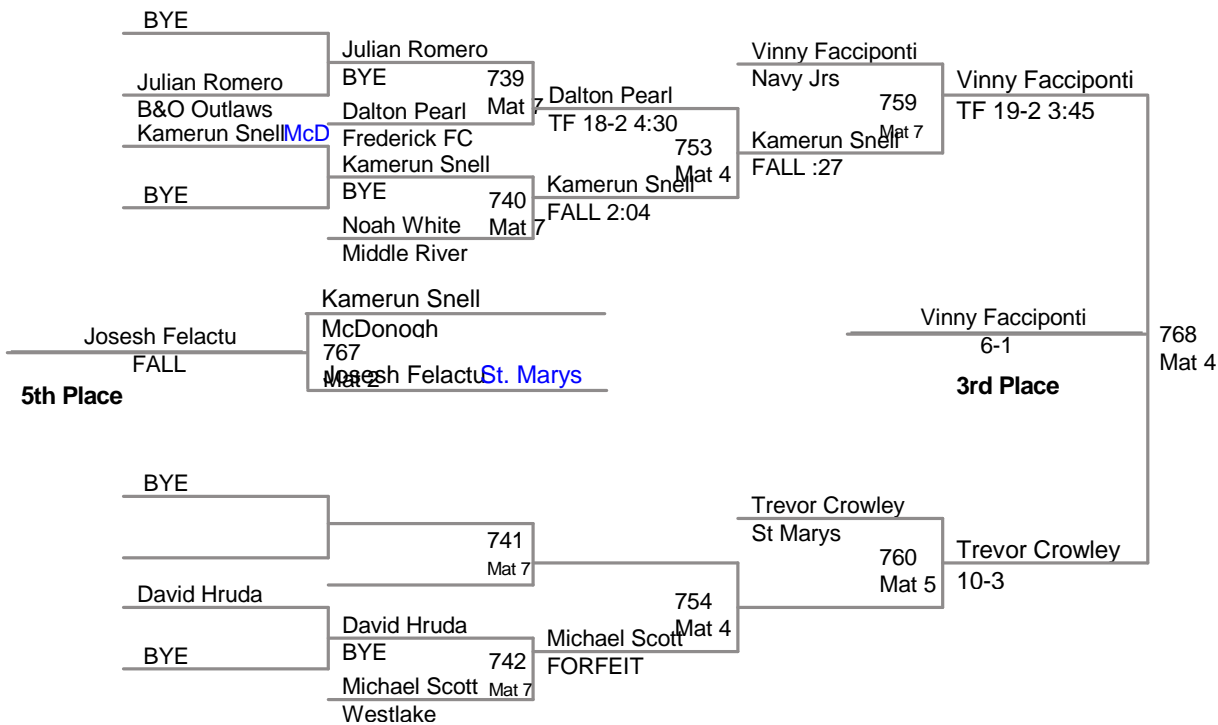 BYE
Julian Romero
B&O Outlaws
Kamerun Snell McD
BYE
Julian Romero
BYE
739
Mat 7
Dalton Pearl
Frederick FC
Kamerun Snell
BYE
740
Mat 7
Noah White
Middle River
Dalton Pearl
TF 18-2 4:30
753
Mat 4
Kamerun Snell
FALL 2:04
Vinny Facciponti
Navy Jrs
759
Mat 7
Kamerun Snell
FALL :27
Vinny Facciponti
TF 19-2 3:45
Kamerun Snell
McDonogh
767
Mat 2
Josesh Felactu St. Marys
Josesh Felactu
FALL
5th Place
Vinny Facciponti
6-1
3rd Place
768
Mat 4
BYE
David Hruda
BYE
741
Mat 7
David Hruda
BYE
742
Mat 7
Michael Scott
Westlake
Michael Scott
FORFEIT
754
Mat 4
Trevor Crowley
St Marys
760
Mat 5
Trevor Crowley
10-3